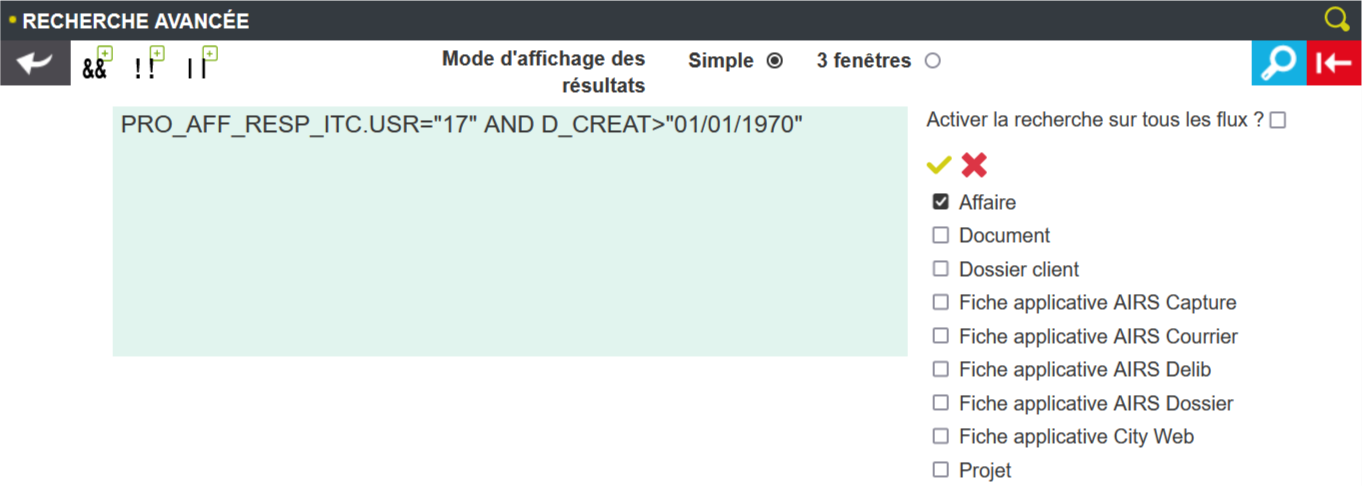 RECHERCHE AVANCÉE
&& !! ||
Mode d'affichage des
résultats
Simple 3 fenêtres
PRO_AFF_RESP_ITC.USR="17" AND D_CREAT>"01/01/1970"
Activer la recherche sur tous les flux ?
Affaire
Document
Dossier client
Fiche applicative AIRS Capture
Fiche applicative AIRS Courrier
Fiche applicative AIRS Delib
Fiche applicative AIRS Dossier
Fiche applicative City Web
Projet